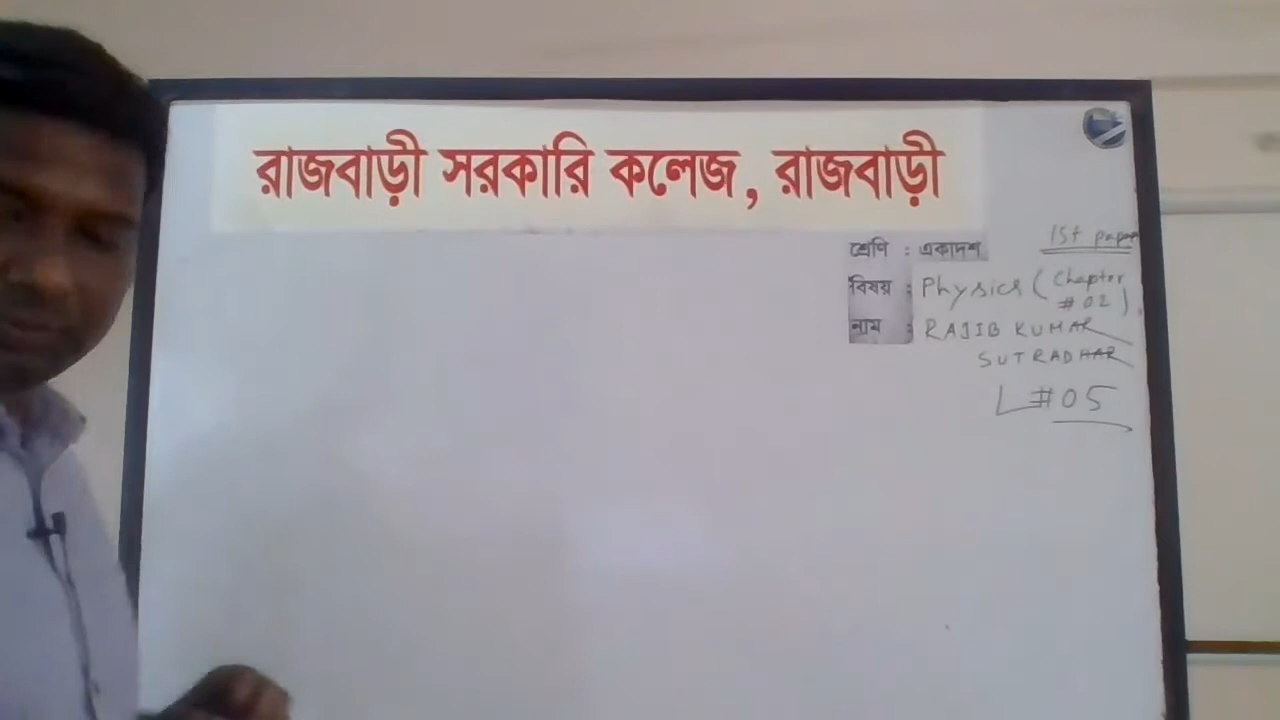 রাজবাড়ী সরকারি কলেজ, রাজবাড়ী
1st paper
শ্রেণি : একাদশ
বিষয় : Physics ( Chapter # 02 ).
নাম : RAJIB KUMAR
SUTRADHAR
L#05